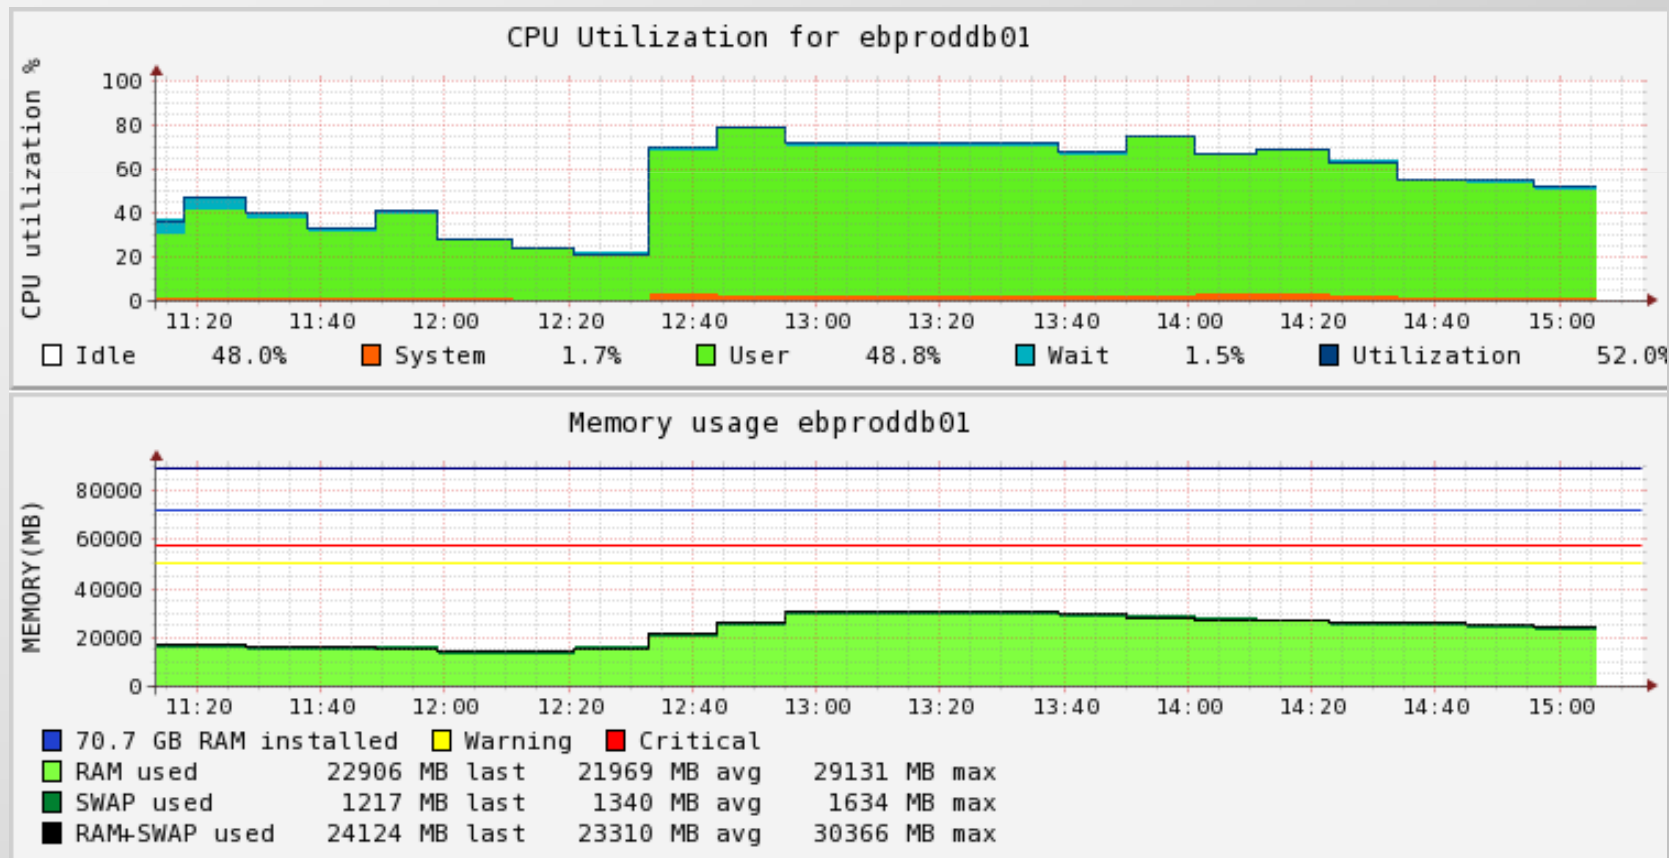 CPU Utilization for ebproddb01
CPU utilization %
100
80
60
40
20
0
11:20 11:40 12:00 12:20 12:40 13:00 13:20 13:40 14:00 14:20 14:40 15:00
Idle 48.0% System 1.7% User 48.8% Wait 1.5% Utilization 52.0%
Memory usage ebproddb01
MEMORY(MB)
80000
60000
40000
20000
0
11:20 11:40 12:00 12:20 12:40 13:00 13:20 13:40 14:00 14:20 14:40 15:00
70.7 GB RAM installed Warning Critical
RAM used 22906 MB last 21969 MB avg 29131 MB max
SWAP used 1217 MB last 1340 MB avg 1634 MB max
RAM+SWAP used 24124 MB last 23310 MB avg 30366 MB max